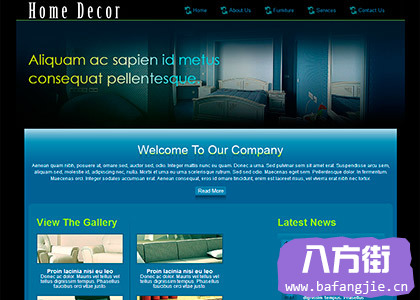 Home Decor
Home
About Us
Furniture
Services
Contact Us
Aliquam ac sapien id metus
consequat pellentesque
Welcome To Our Company
Aenean quam nibh, posuere at, ornare sed, auctor sed, odio. Integer mattis nunc eu quam. Donec a urna. Sed pulvinar sem sit amet erat. Suspendisse arcu sem,
aliquam sed, molestie id, adipiscing nec, nulla. Morbi et urna eu urna scelerisque rutrum. Sed sed odio. Maecenas eget sem. Pellentesque dolor. In fermentum.
Maecenas orci. Integer sodales accumsan erat. Aenean consequat, eros id ornare tincidunt, enim est laoreet risus, vel viverra erat nibh nec tortor.
Read More
View The Gallery
Latest News
Proin lacinia nisi eu leo
Dolor ac dolor. Mauris vel tellus vel
dignissim tempus. Phasellus
faucibus orci vitae justo.
Proin lacinia nisi eu leo
Dolor ac dolor. Mauris vel tellus vel
dignissim tempus. Phasellus
faucibus orci vitae justo.
八方街
www.bafangjie.cn